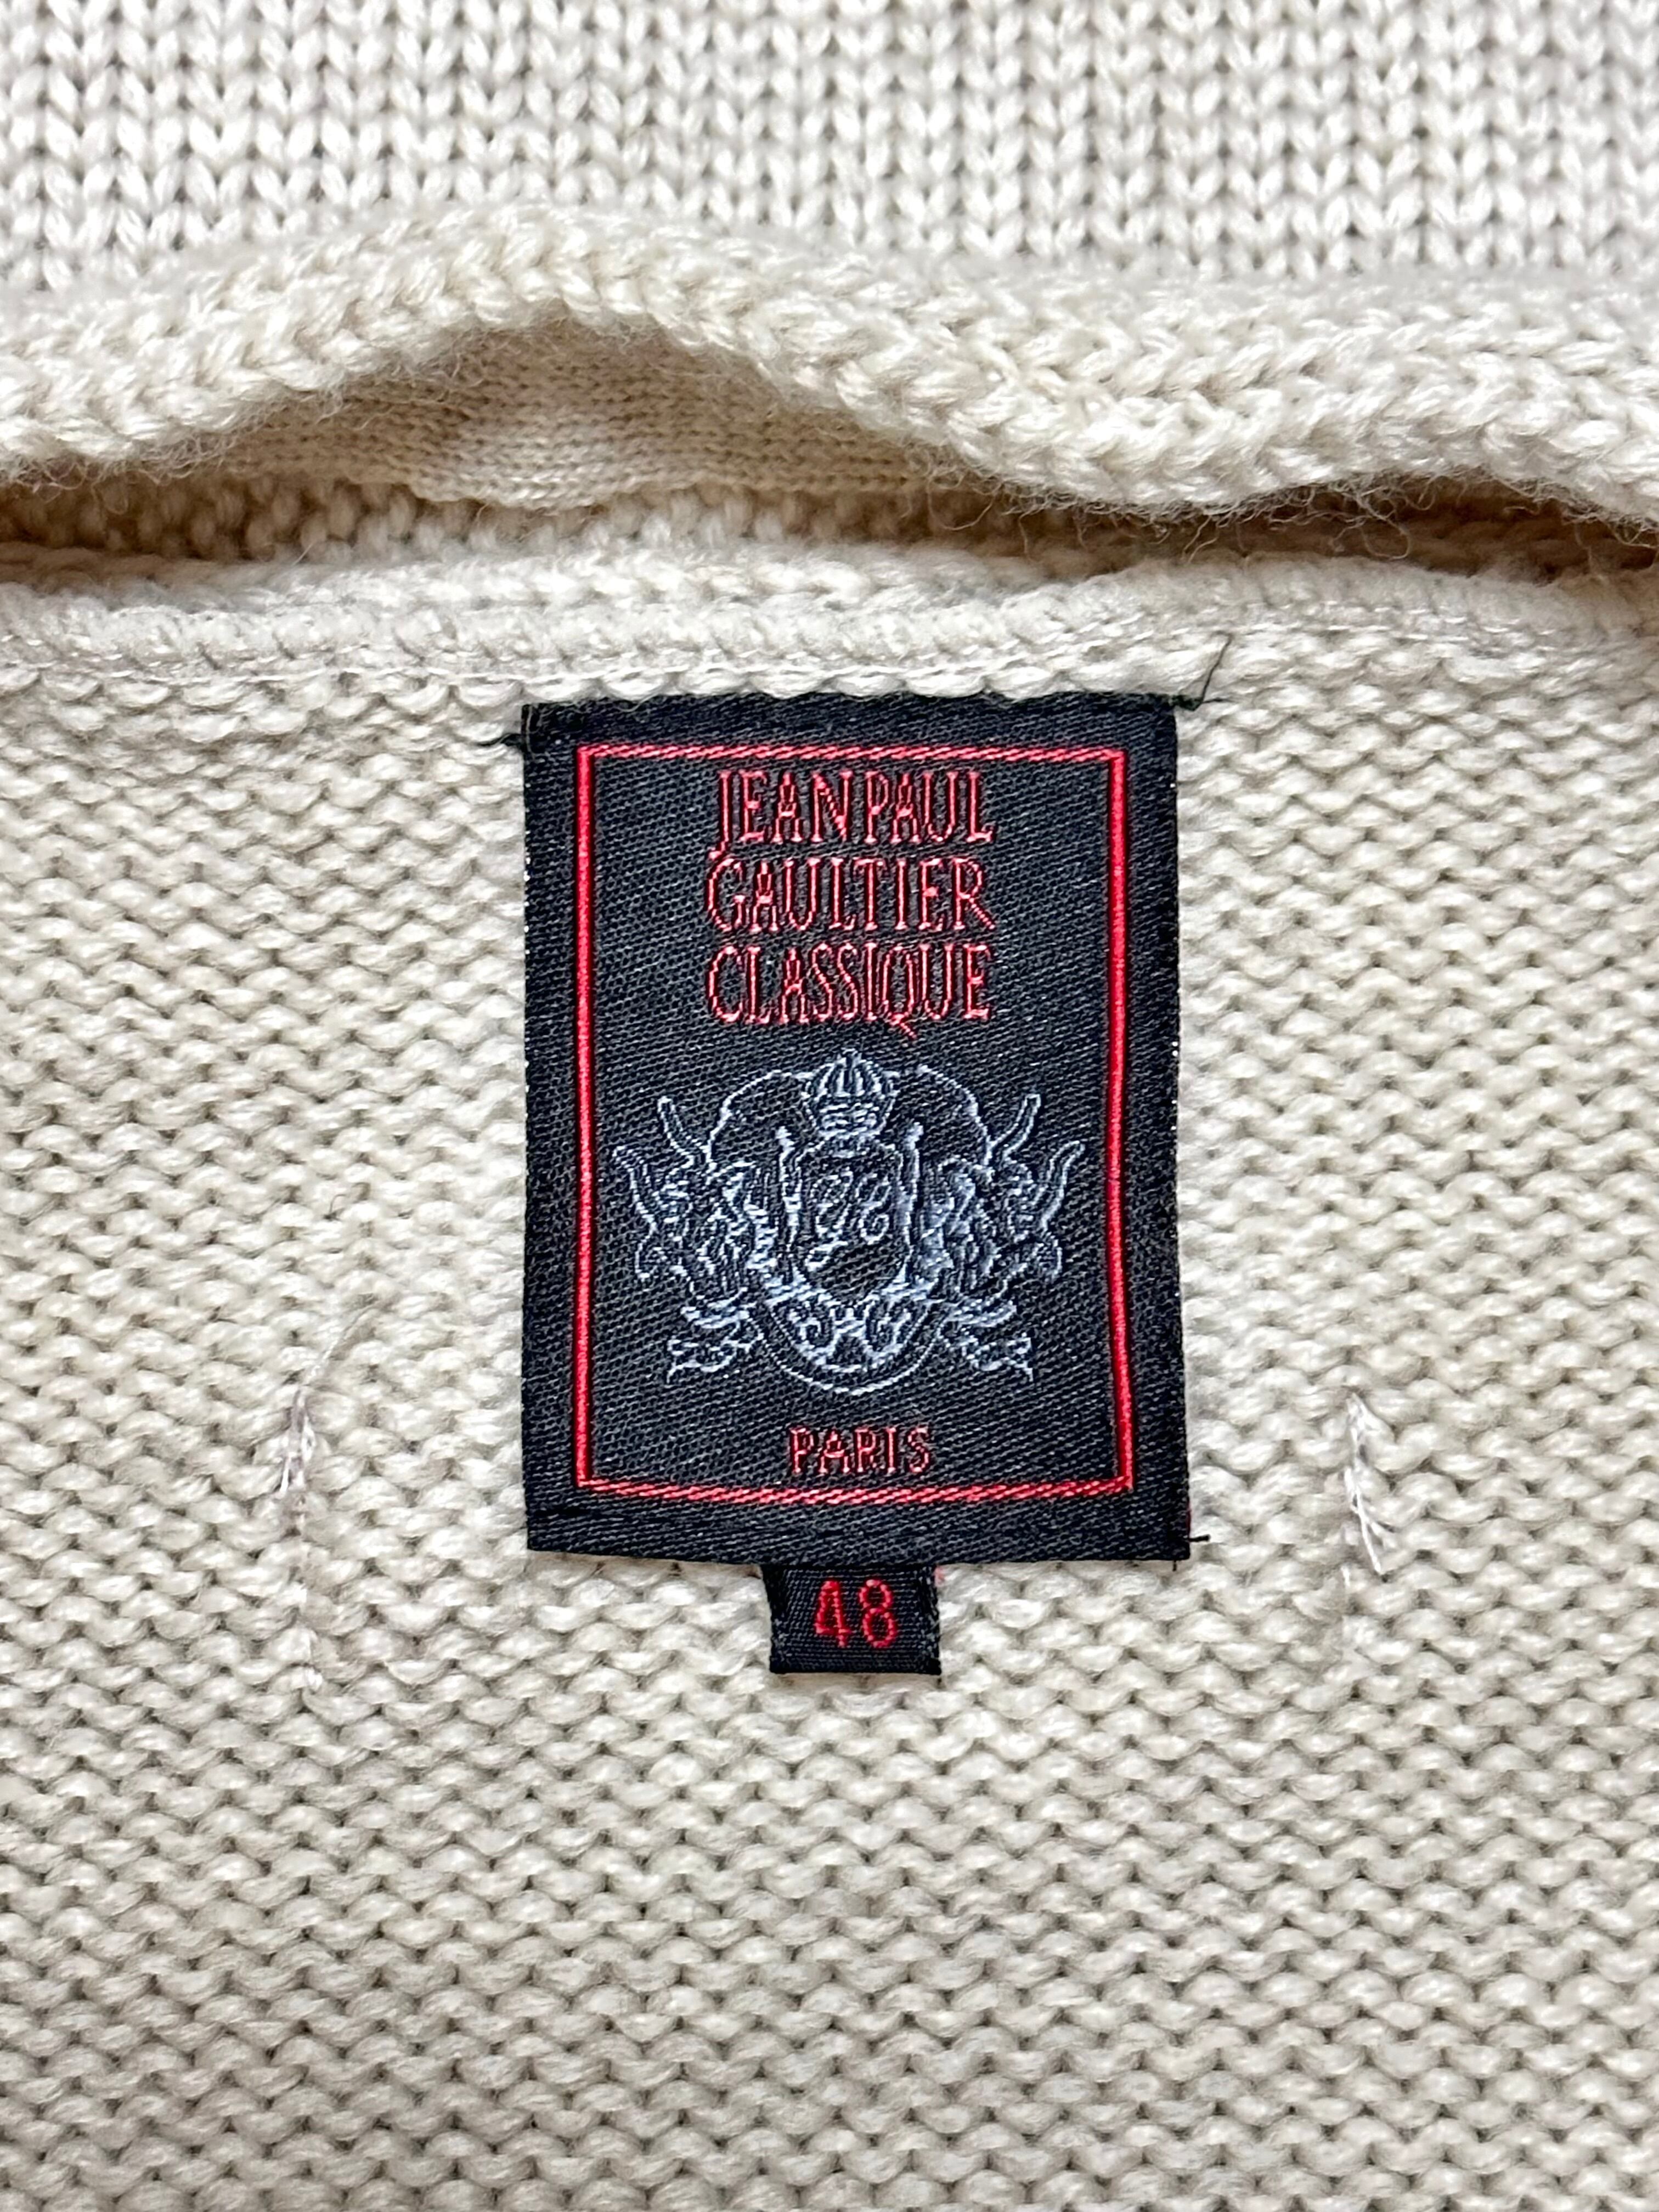 JEAN PAUL
GAULTIER
CLASSIQUE
PARIS
48